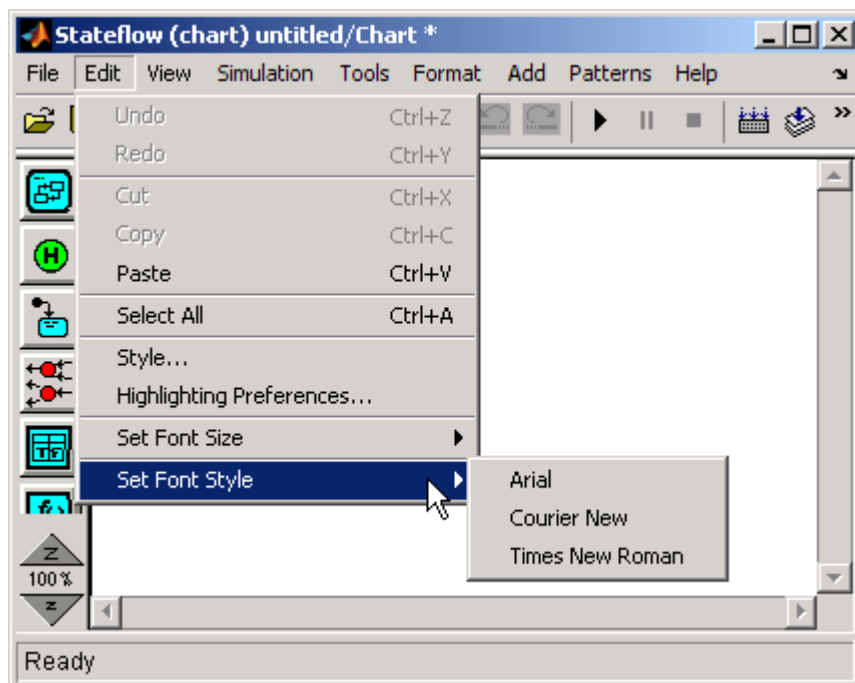 Stateflow (chart) untitled/Chart *
File Edit View Simulation Tools Format Add Patterns Help
Undo Ctrl+Z
Redo Ctrl+Y
Cut Ctrl+X
Copy Ctrl+C
H
Paste Ctrl+V
Select All Ctrl+A
Style...
Highlighting Preferences...
Set Font Size
Set Font Style
Arial
Courier New
Times New Roman
Z
100 %
z
Ready